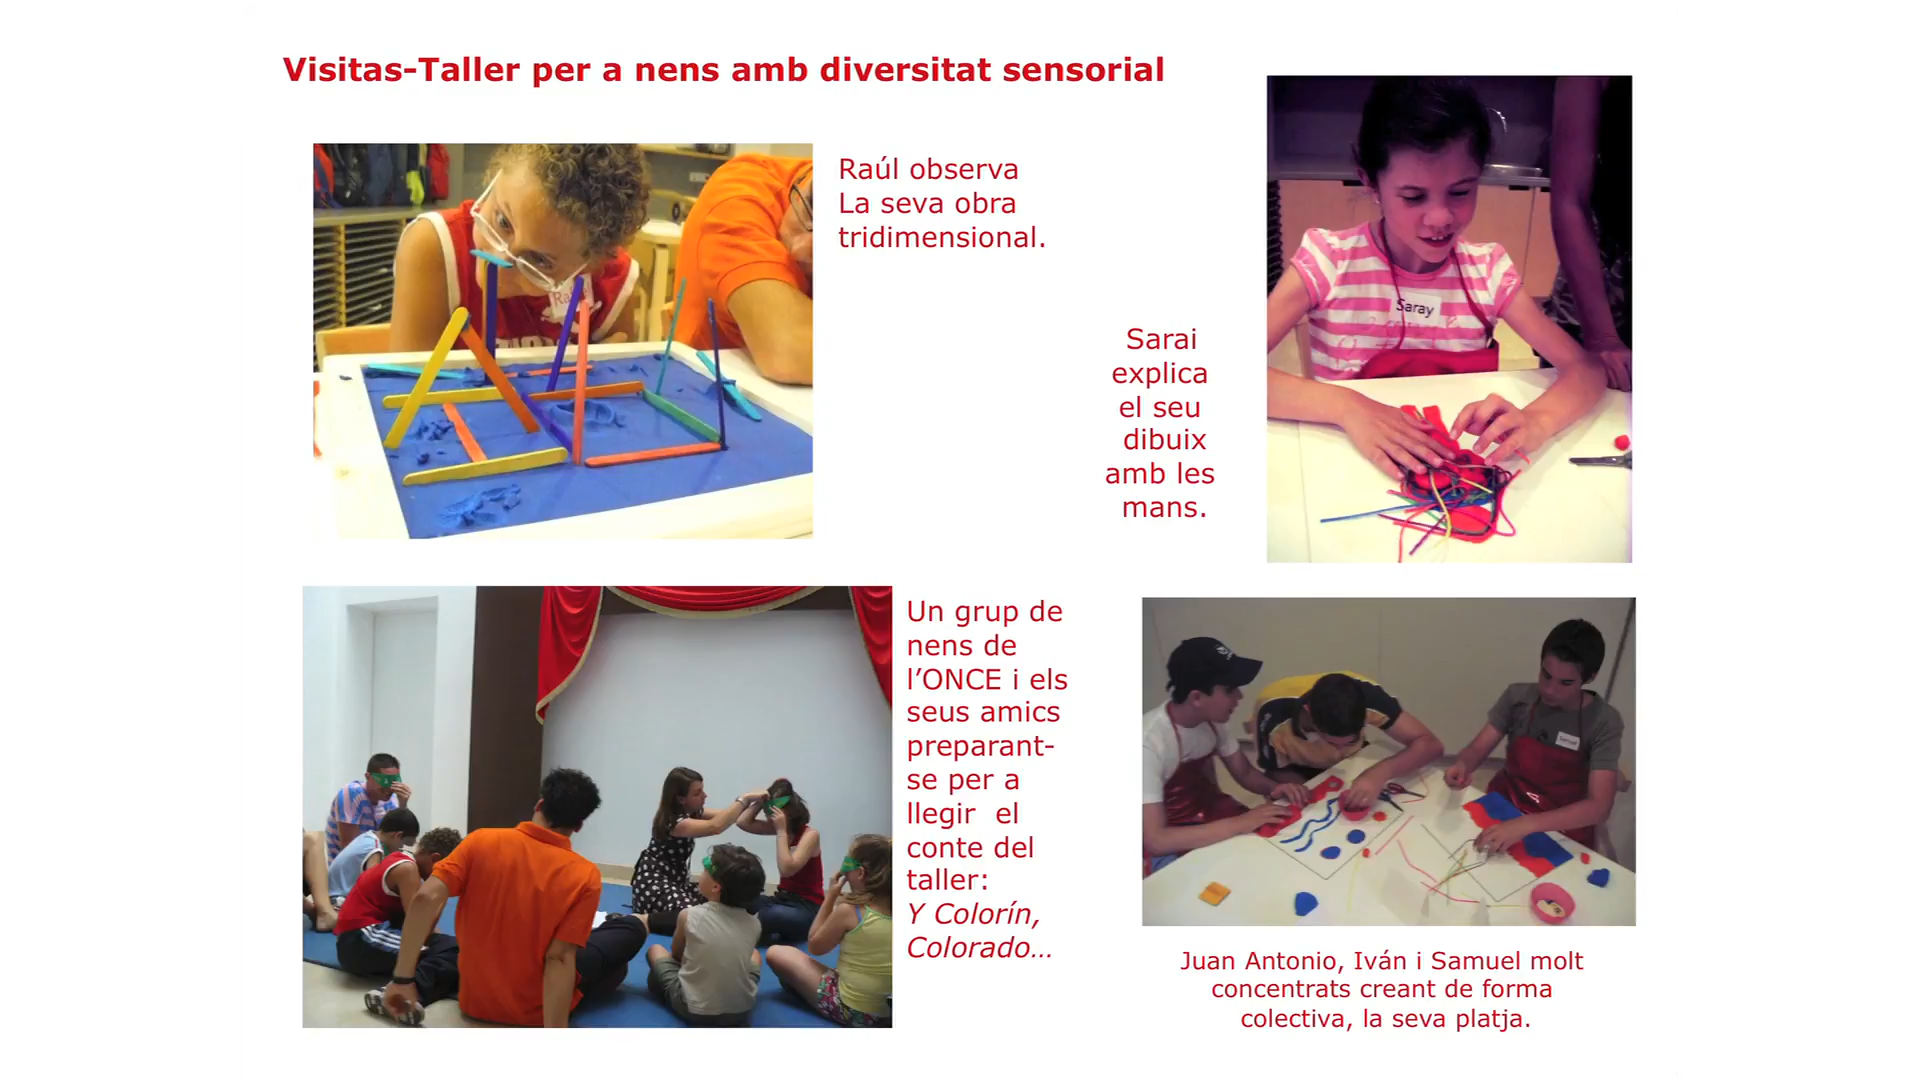 Visitas-Taller per a nens amb diversitat sensorial
Raúl observa
La seva obra
tridimensional.
Sarai
explica
el seu
dibuix
amb les
mans.
Saray
Un grup de
nens de
l’ONCE i els
seus amics
preparant-
se per a
llegir el
conte del
taller:
Y Colorín,
Colorado…
Samuel
Juan Antonio, Iván i Samuel molt
concentrats creant de forma
colectiva, la seva platja.